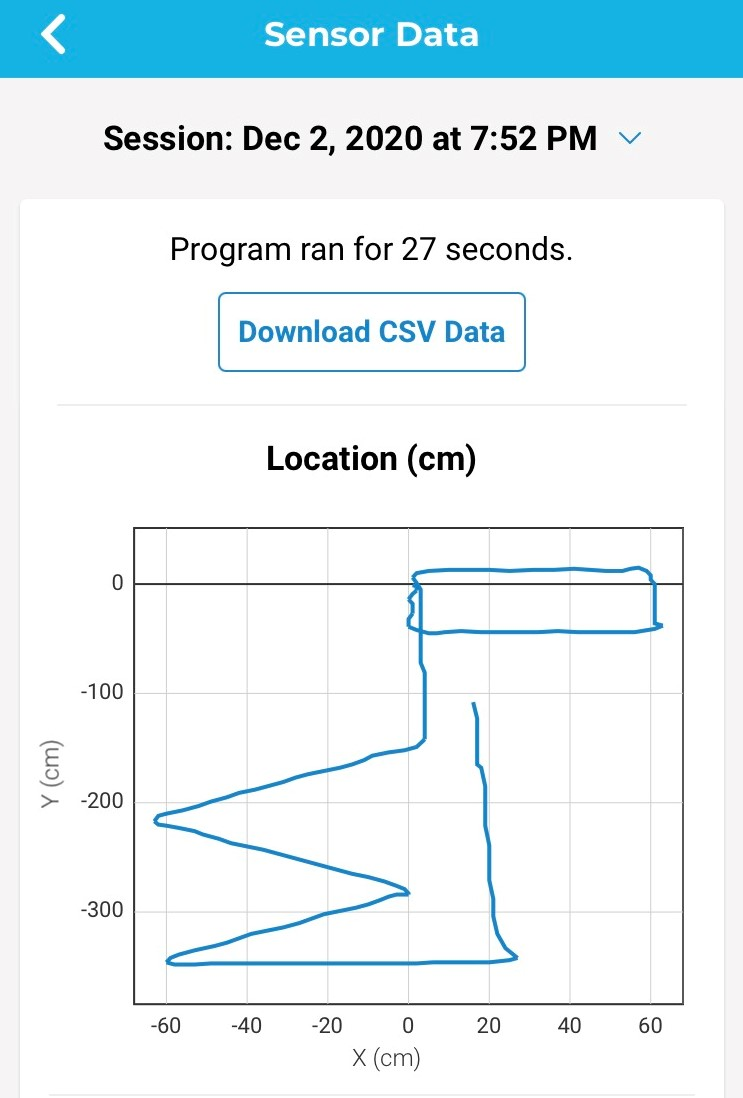 Sensor Data
Session: Dec 2, 2020 at 7:52 PM
Program ran for 27 seconds.
Download CSV Data
Location (cm)
0
-100
-200
-300
Y (cm)
-60 -40 -20 0 20 40 60
X (cm)